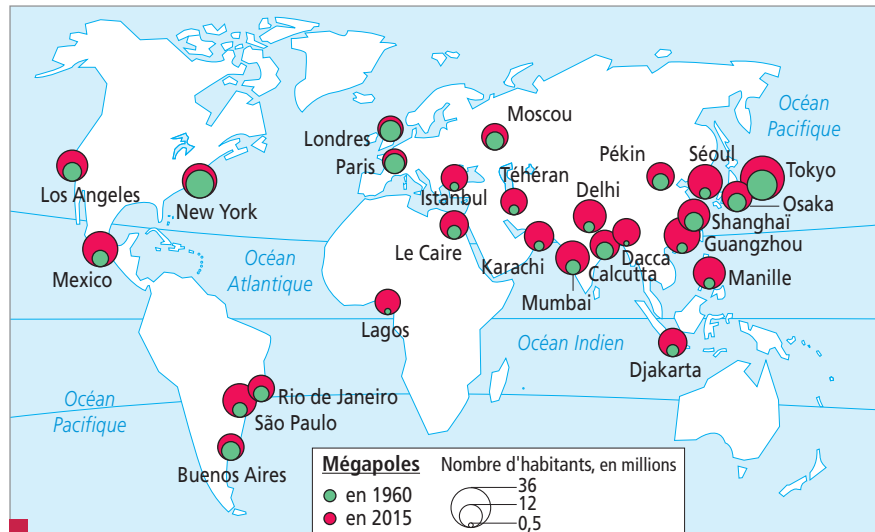 Océan
Pacifique
Moscou
Londres
Paris
Pékin
Séoul
Tokyo
Los Angeles
New York
Istanbul
Téhéran
Delhi
Osaka
Shanghaï
Guangzhou
Le Caire
Karachi
Dacca
Calcutta
Mumbai
Manille
Mexico
Océan
Atlantique
Lagos
Océan Indien
Djakarta
Océan
Pacifique
Rio de Janeiro
São Paulo
Buenos Aires
Mégapoles
en 1960
en 2015
Nombre d'habitants, en millions
36
12
0,5